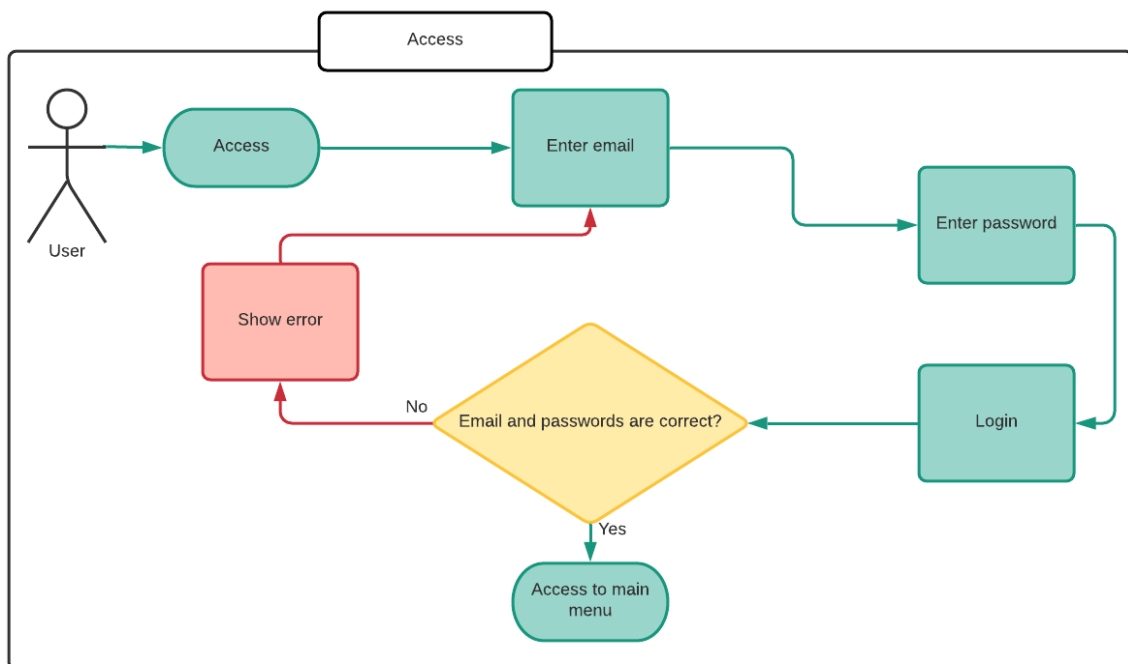 Access
Access
Enter email
Enter password
User
Show error
No
Email and passwords are correct?
Login
Yes
Access to main
menu